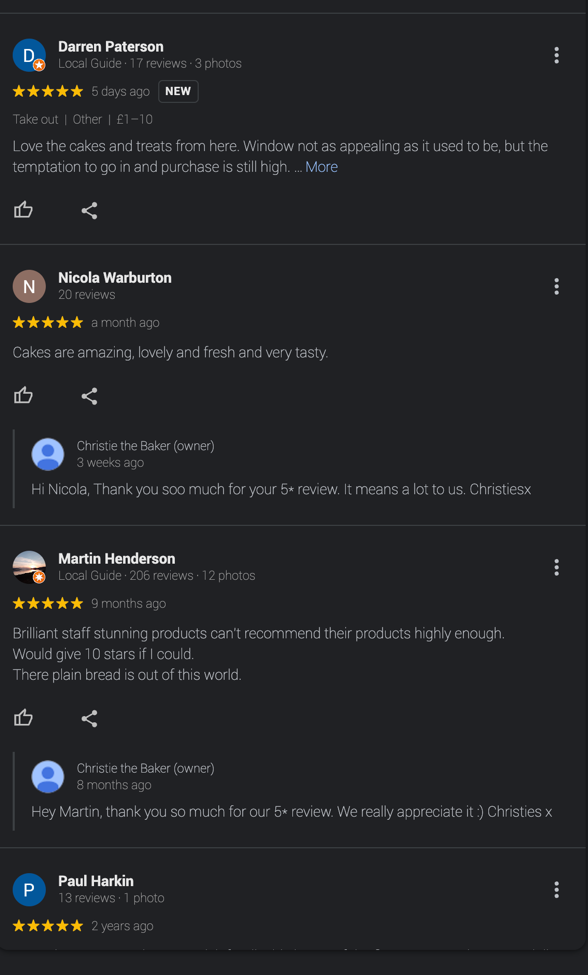 D
Darren Paterson
Local Guide · 17 reviews · 3 photos
5 days ago NEW
Take out | Other | £1–10
Love the cakes and treats from here. Window not as appealing as it used to be, but the
temptation to go in and purchase is still high. ... More
N
Nicola Warburton
20 reviews
a month ago
Cakes are amazing, lovely and fresh and very tasty.
Christie the Baker (owner)
3 weeks ago
Hi Nicola, Thank you soo much for your 5* review. It means a lot to us. Christiesx
Martin Henderson
Local Guide · 206 reviews · 12 photos
9 months ago
Brilliant staff stunning products can't recommend their products highly enough.
Would give 10 stars if I could.
There plain bread is out of this world.
Christie the Baker (owner)
8 months ago
Hey Martin, thank you so much for our 5* review. We really appreciate it :) Christies x
P
Paul Harkin
13 reviews · 1 photo
2 years ago